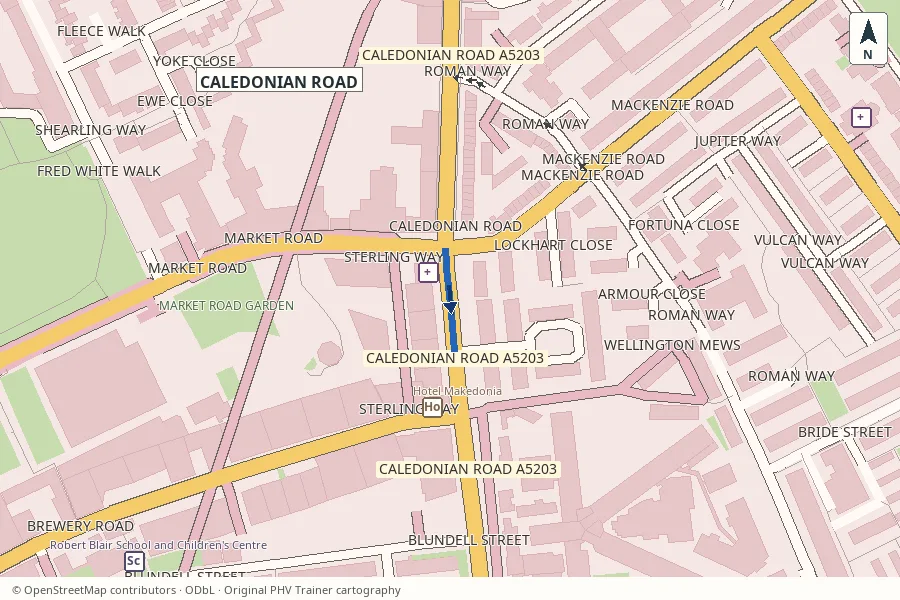 FLEECE WALK
CALEDONIAN ROAD A5203
YOKE CLOSE
ROMAN WAY
CALEDONIAN ROAD
N
EWE CLOSE
MACKENZIE ROAD
+
SHEARLING WAY
ROMAN WAY
JUPITER WAY
MACKENZIE ROAD
FRED WHITE WALK
MACKENZIE ROAD
CALEDONIAN ROAD
FORTUNA CLOSE
MARKET ROAD
VULCAN WAY
LOCKHART CLOSE
STERLING WAY
VULCAN WAY
MARKET ROAD
+
ARMOUR CLOSE
MARKET ROAD GARDEN
ROMAN WAY
WELLINGTON MEWS
CALEDONIAN ROAD A5203
ROMAN WAY
Hotel Makedonia
STERLING WAY
Ho
BRIDE STREET
CALEDONIAN ROAD A5203
BREWERY ROAD
BLUNDELL STREET
Robert Blair School and Children's Centre
Sc
BLUNDELL STREET
© OpenStreetMap contributors · ODbL · Original PHV Trainer cartography